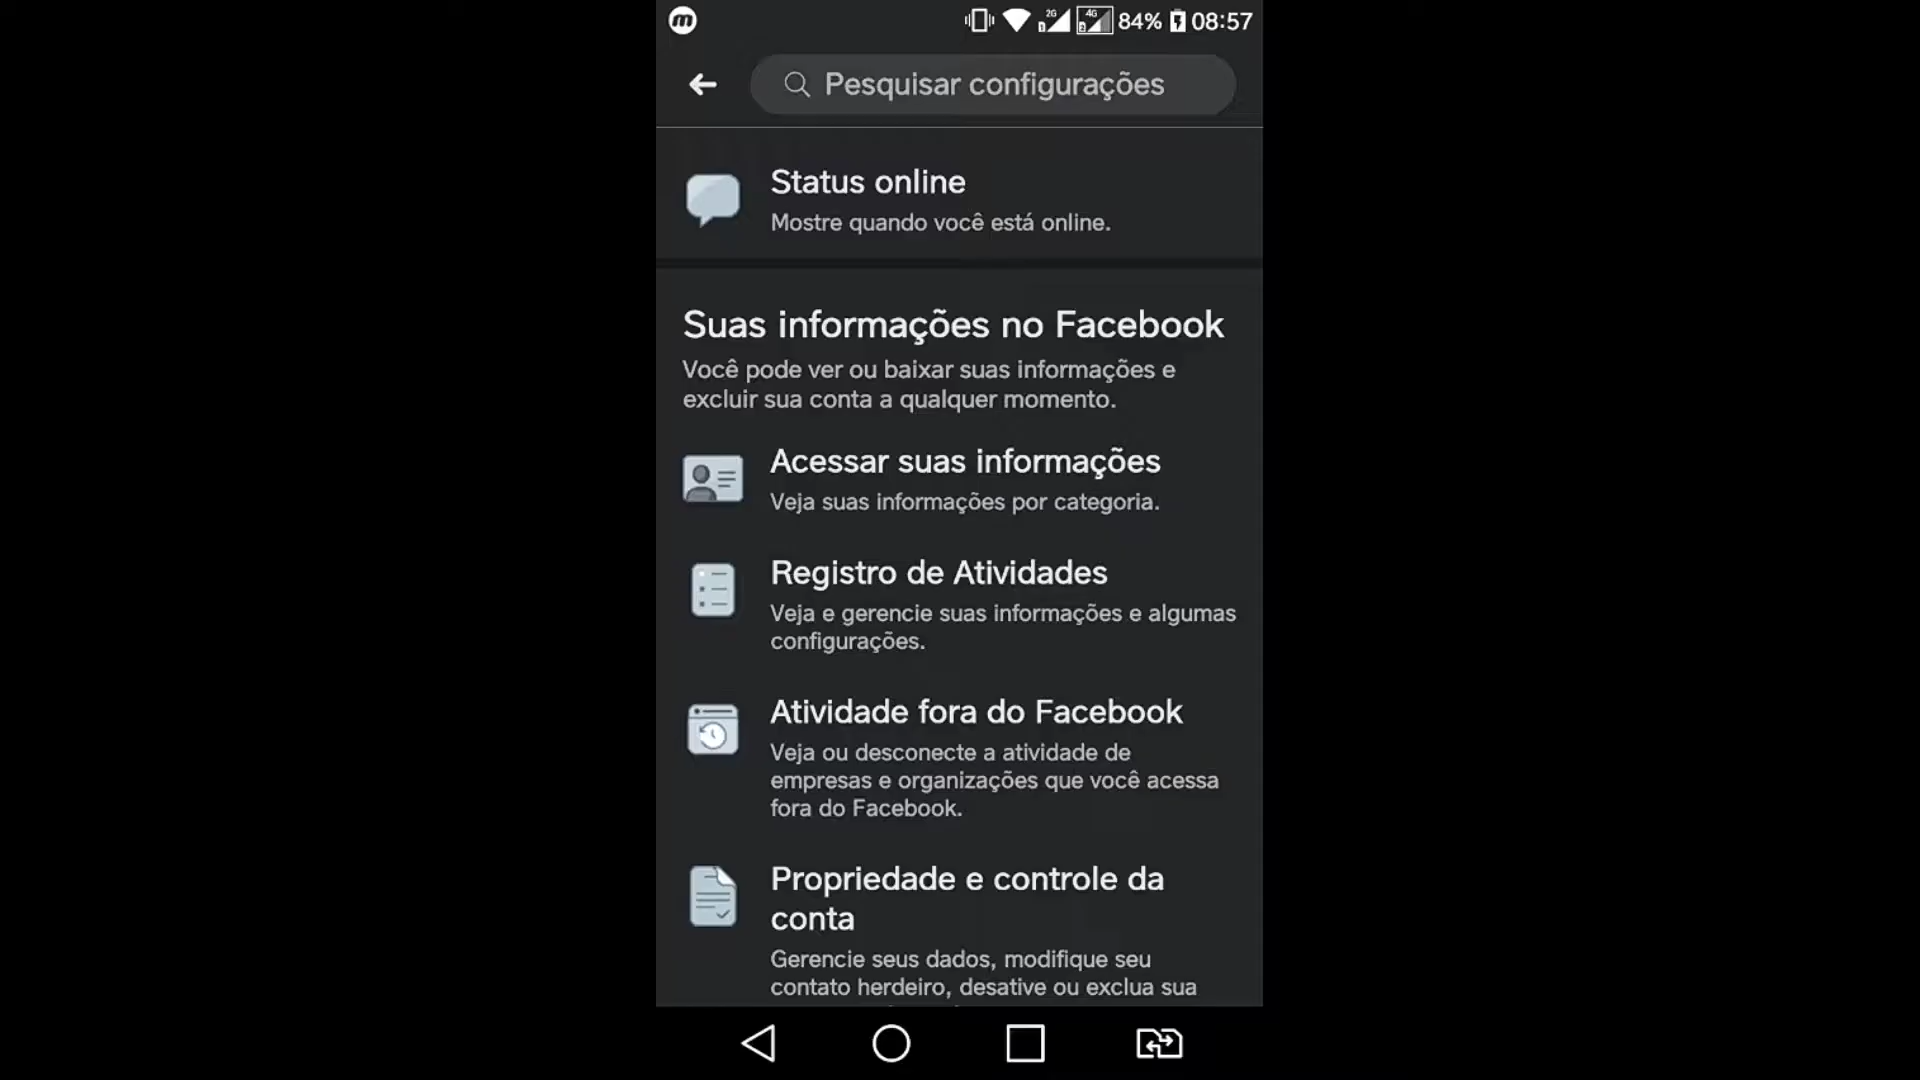 2G 4G 84% 08:57
Pesquisar configurações
Status online
Mostre quando você está online.
Suas informações no Facebook
Você pode ver ou baixar suas informações e
excluir sua conta a qualquer momento.
Acessar suas informações
Veja suas informações por categoria.
Registro de Atividades
Veja e gerencie suas informações e algumas
configurações.
Atividade fora do Facebook
Veja ou desconecte a atividade de
empresas e organizações que você acessa
fora do Facebook.
Propriedade e controle da
conta
Gerencie seus dados, modifique seu
contato herdeiro, desative ou exclua sua